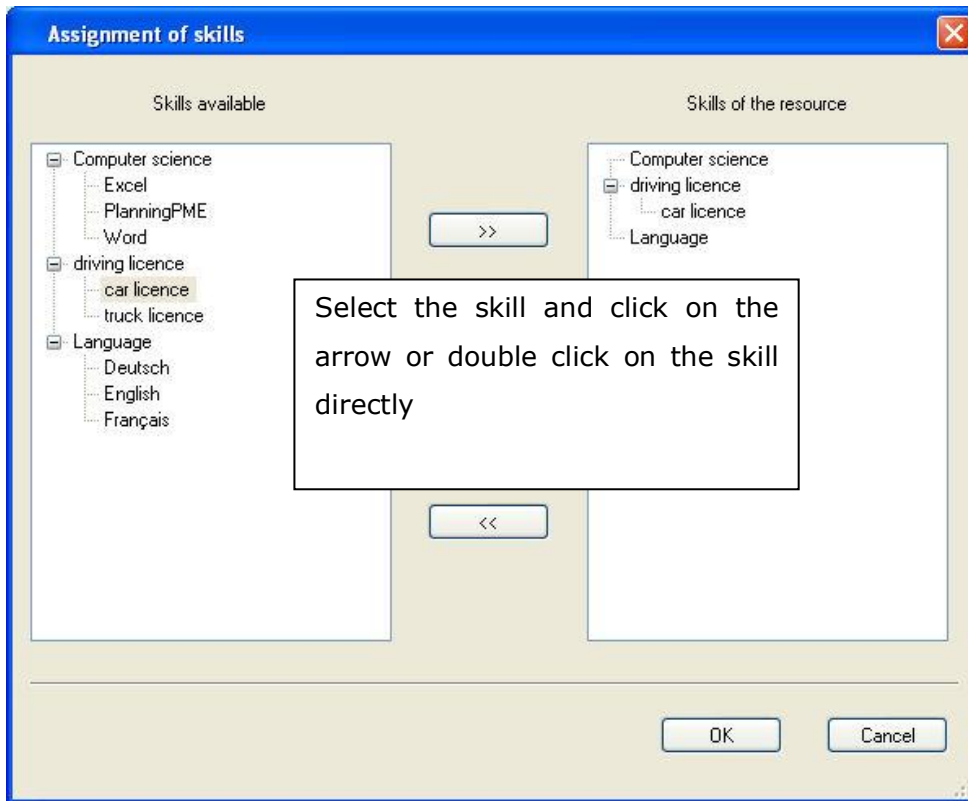 Assignment of skills
Skills available
Skills of the resource
Computer science
Excel
PlanningPME
Word
driving licence
car licence
truck licence
Language
Deutsch
English
Français
>>
<<
Computer science
driving licence
car licence
Language
Select the skill and click on the
arrow or double click on the skill
directly
OK
Cancel